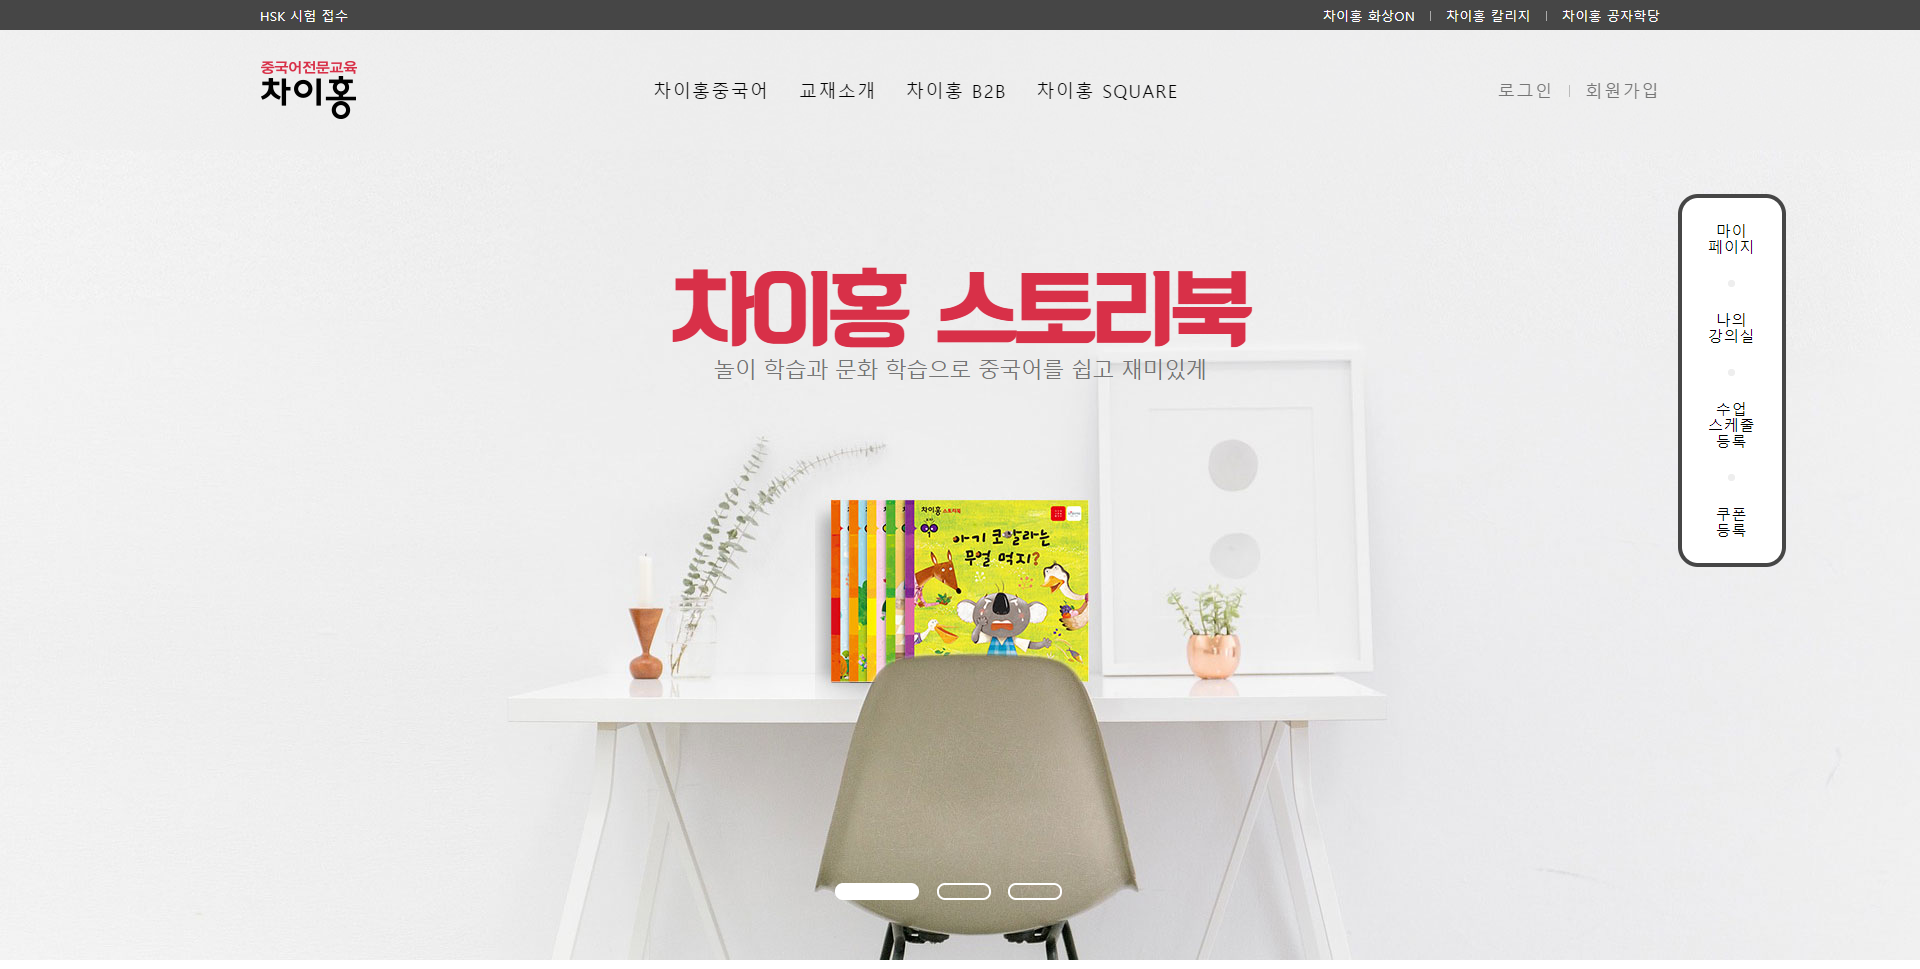 HSK 시험 접수
차이홍 화상ON
차이홍 칼리지
차이홍 공자학당
중국어전문교육
차이홍
차이홍중국어
교재소개
차이홍 B2B
차이홍 SQUARE
로그인
회원가입
차이홍 스토리북
놀이 학습과 문화 학습으로 중국어를 쉽고 재미있게
마이
페이지
나의
강의실
수업
스케줄
등록
쿠폰
등록
차이홍 스토리북
아기 코알라는
무얼 먹지?